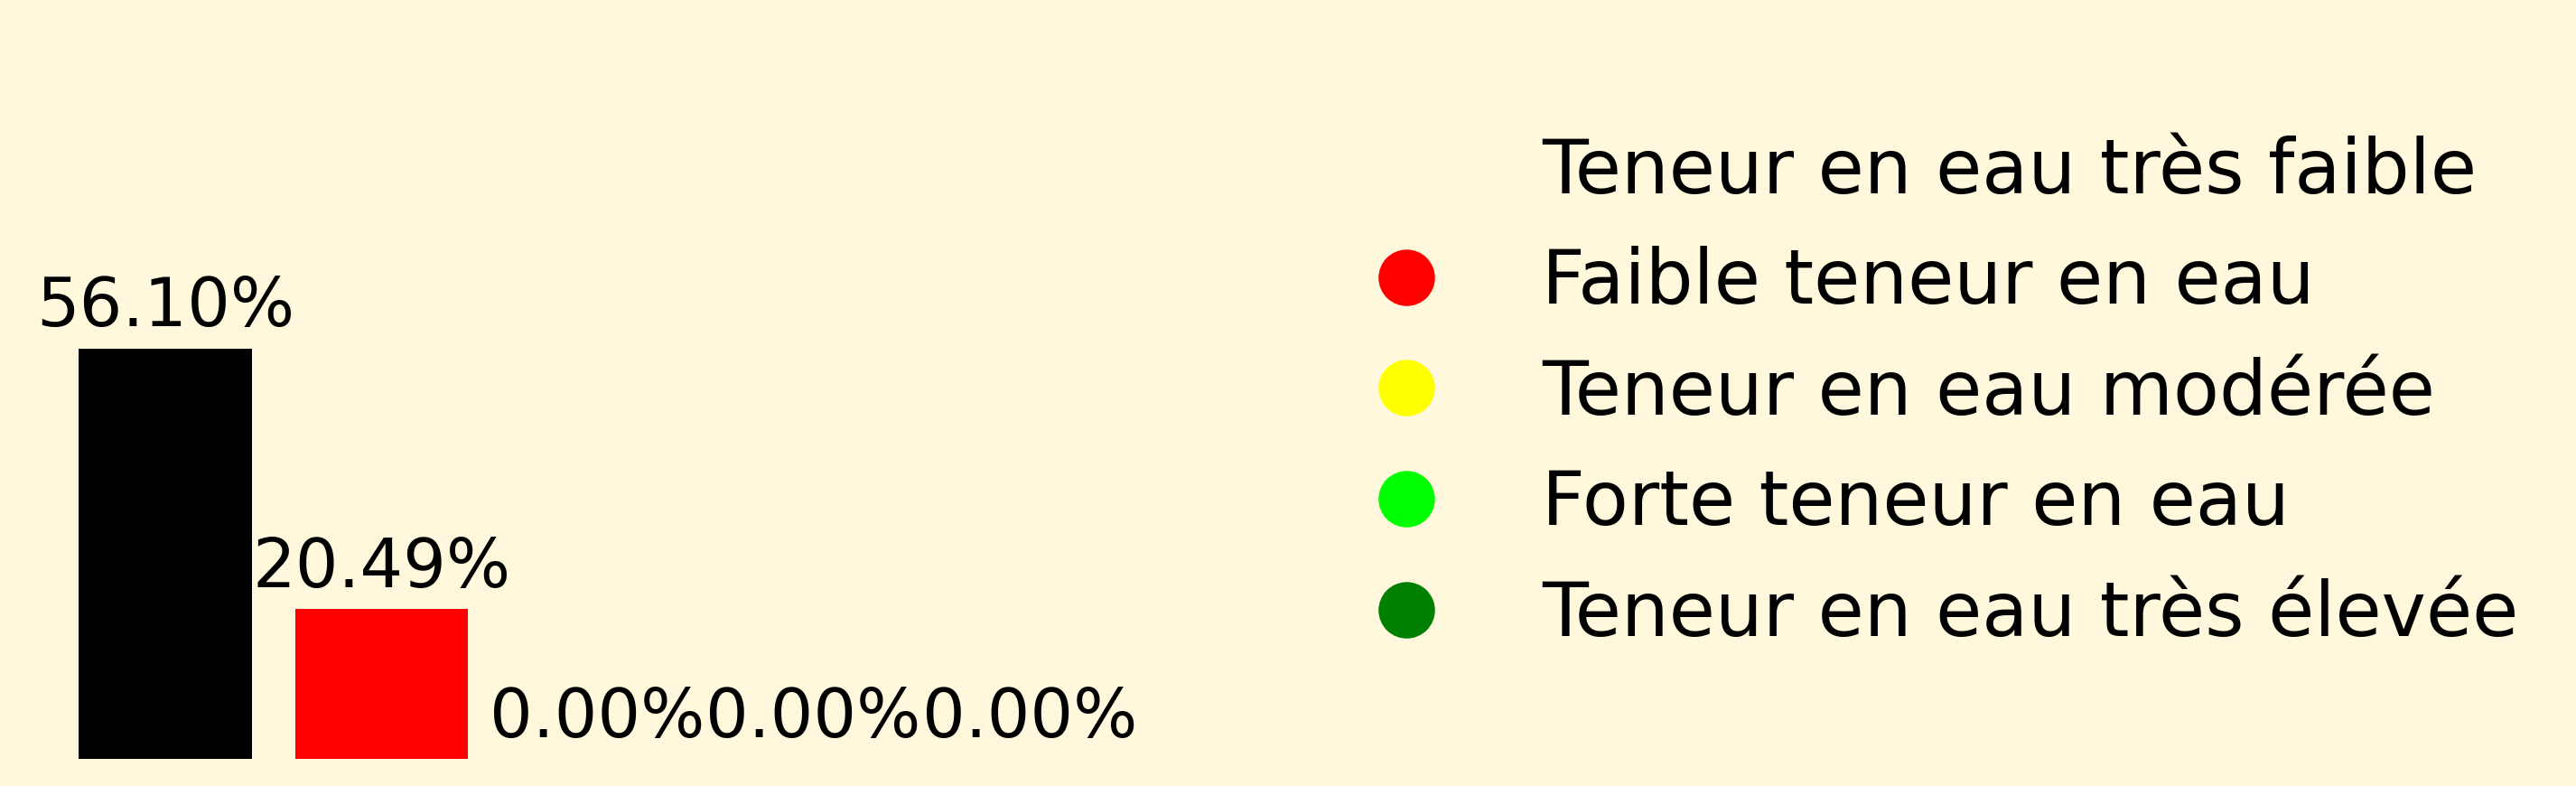 Teneur en eau très faible
Faible teneur en eau
56.10%
Teneur en eau modérée
Forte teneur en eau
20.49%
Teneur en eau très élevée
0.00%0.00%0.00%